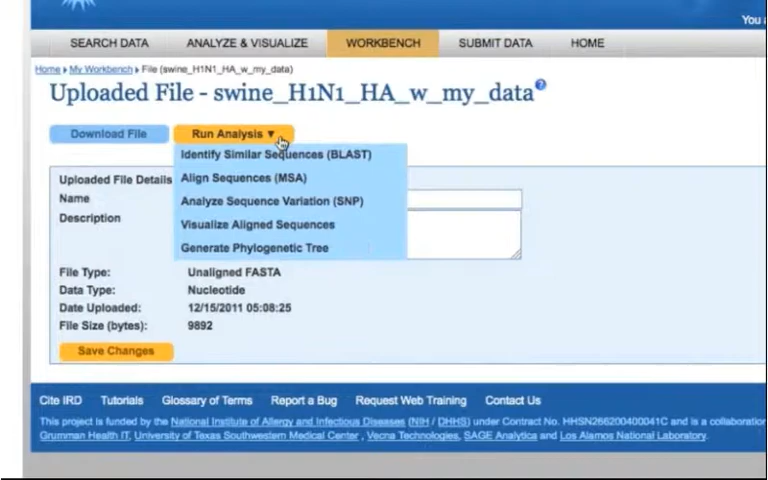 You a
SEARCH DATA ANALYZE & VISUALIZE WORKBENCH SUBMIT DATA HOME
Home ▸ My Workbench ▸ File (swine_H1N1_HA_w_my_data)
Uploaded File - swine_H1N1_HA_w_my_data
Download File Run Analysis ▼
Identify Similar Sequences (BLAST)
Align Sequences (MSA)
Uploaded File Details
Name
Analyze Sequence Variation (SNP)
Description
Visualize Aligned Sequences
Generate Phylogenetic Tree
File Type: Unaligned FASTA
Data Type: Nucleotide
Date Uploaded: 12/15/2011 05:08:25
File Size (bytes): 9892
Save Changes
Cite IRD Tutorials Glossary of Terms Report a Bug Request Web Training Contact Us
This project is funded by the National Institute of Allergy and Infectious Diseases (NIH / DHHS) under Contract No. HHSN266200400041C and is a collaboratio
Grumman Health IT, University of Texas Southwestern Medical Center , Vecna Technologies, SAGE Analytica and Los Alamos National Laboratory.